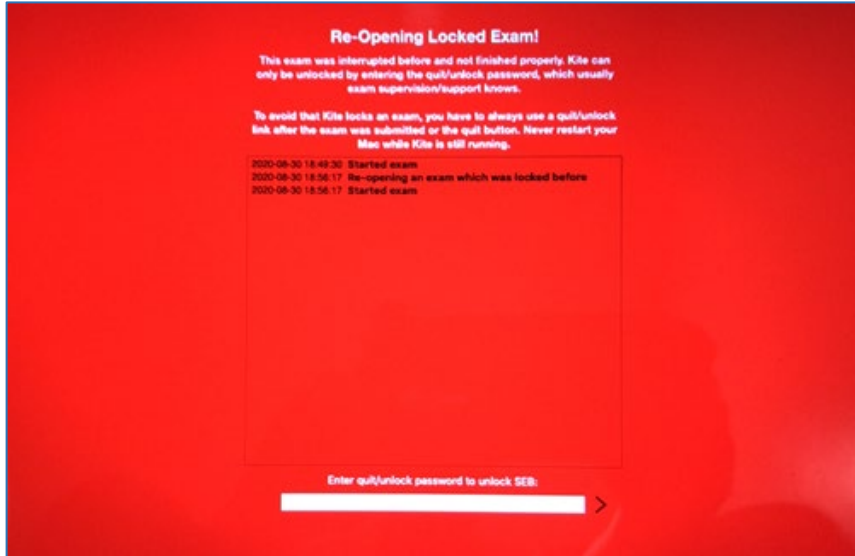 Re-Opening Locked Exam!
This exam was interrupted before and not finished properly. Kite can
only be unlocked by entering the quit/unlock password, which usually
exam supervision/support knows.
To avoid that Kite locks an exam, you have to always use a quit/unlock
link after the exam was submitted or the quit button. Never restart your
Mac while Kite is still running.
2020-08-30 18:49:30 Started exam
2020-08-30 18:56:17 Re-opening an exam which was locked before
2020-08-30 18:56:17 Started exam
Enter quit/unlock password to unlock SEB: